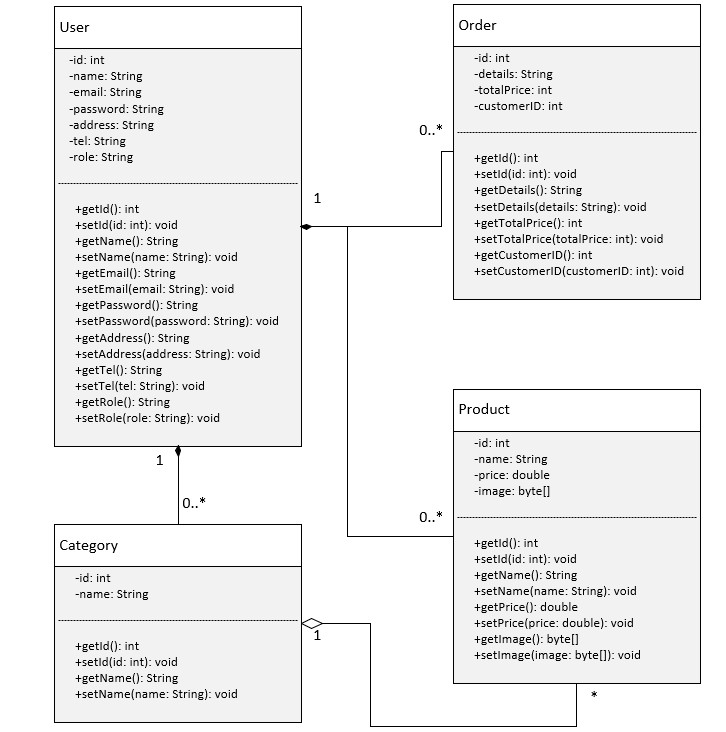 User
-id: int
-name: String
-email: String
-password: String
-address: String
-tel: String
-role: String
+getId(): int
+setId(id: int): void
+getName(): String
+setName(name: String): void
+getEmail(): String
+setEmail(email: String): void
+getPassword(): String
+setPassword(password: String): void
+getAddress(): String
+setAddress(address: String): void
+getTel(): String
+setTel(tel: String): void
+getRole(): String
+setRole(role: String): void
1
0..*
Order
-id: int
-details: String
-totalPrice: int
-customerID: int
+getId(): int
+setId(id: int): void
+getDetails(): String
+setDetails(details: String): void
+getTotalPrice(): int
+setTotalPrice(totalPrice: int): void
+getCustomerID(): int
+setCustomerID(customerID: int): void
1
0..*
Category
-id: int
-name: String
+getId(): int
+setId(id: int): void
+getName(): String
+setName(name: String): void
1
0..*
Product
-id: int
-name: String
-price: double
-image: byte[]
+getId(): int
+setId(id: int): void
+getName(): String
+setName(name: String): void
+getPrice(): double
+setPrice(price: double): void
+getImage(): byte[]
+setImage(image: byte[]): void
*